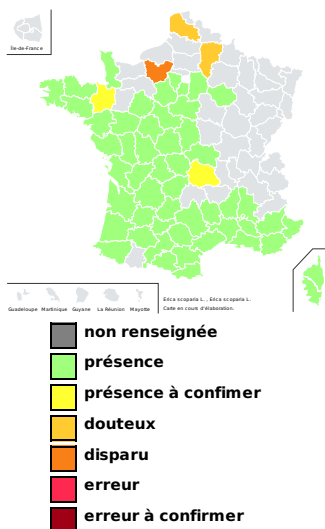 Île-de-France
Guadeloupe Martinique Guyane La Réunion Mayotte
Erica scoparia L. , Erica scoparia L.
Carte en cours d'élaboration.
non renseignée
présence
présence à confimer
douteux
disparu
erreur
erreur à confirmer